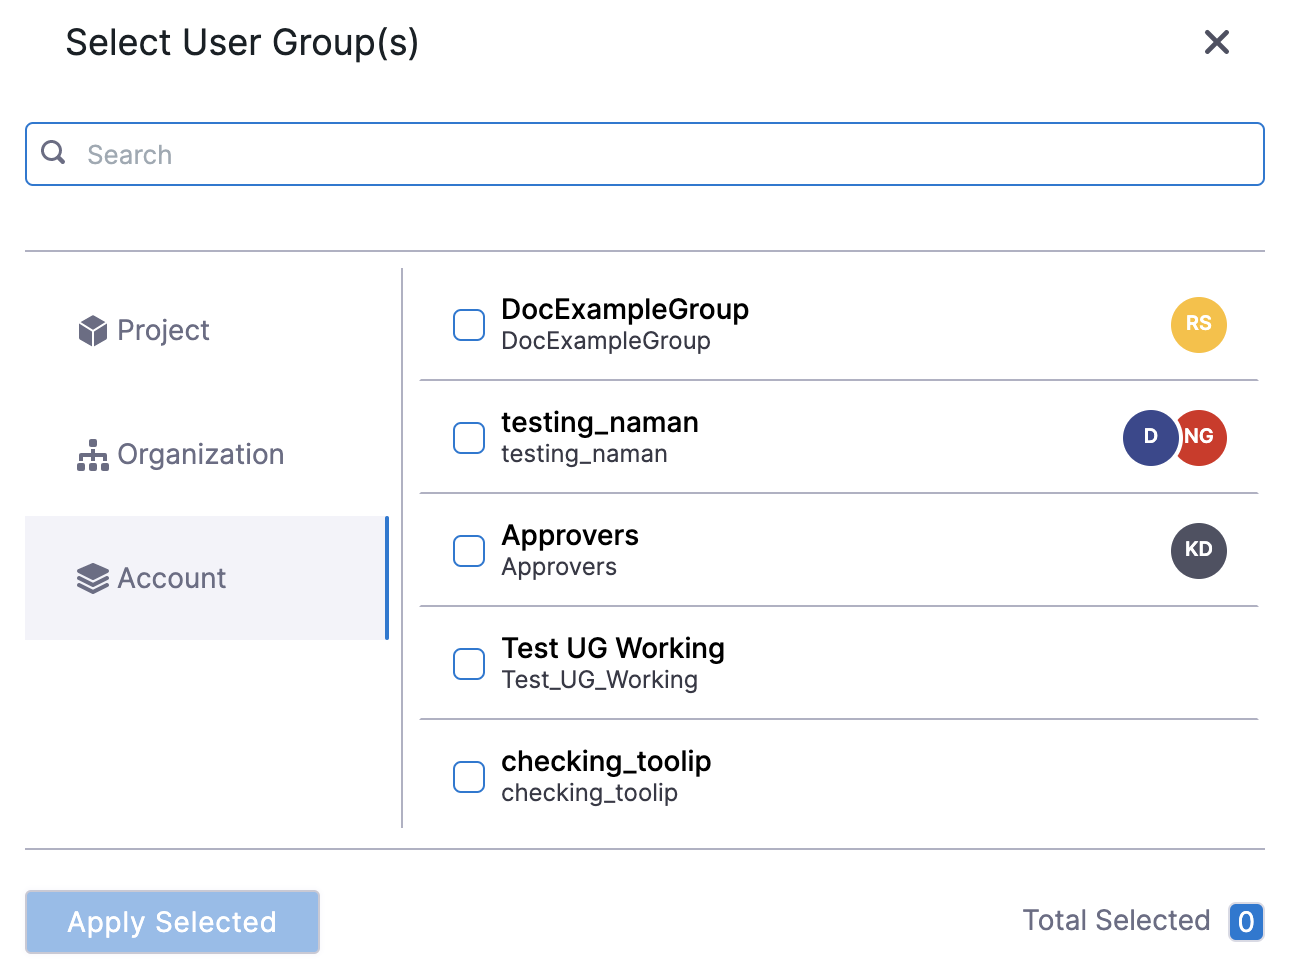 Select User Group(s)
Search
Project
Organization
Account
DocExampleGroup
DocExampleGroup
RS
testing_naman
testing_naman
D NG
Approvers
Approvers
KD
Test UG Working
Test_UG_Working
checking_toolip
checking_toolip
Apply Selected
Total Selected 0